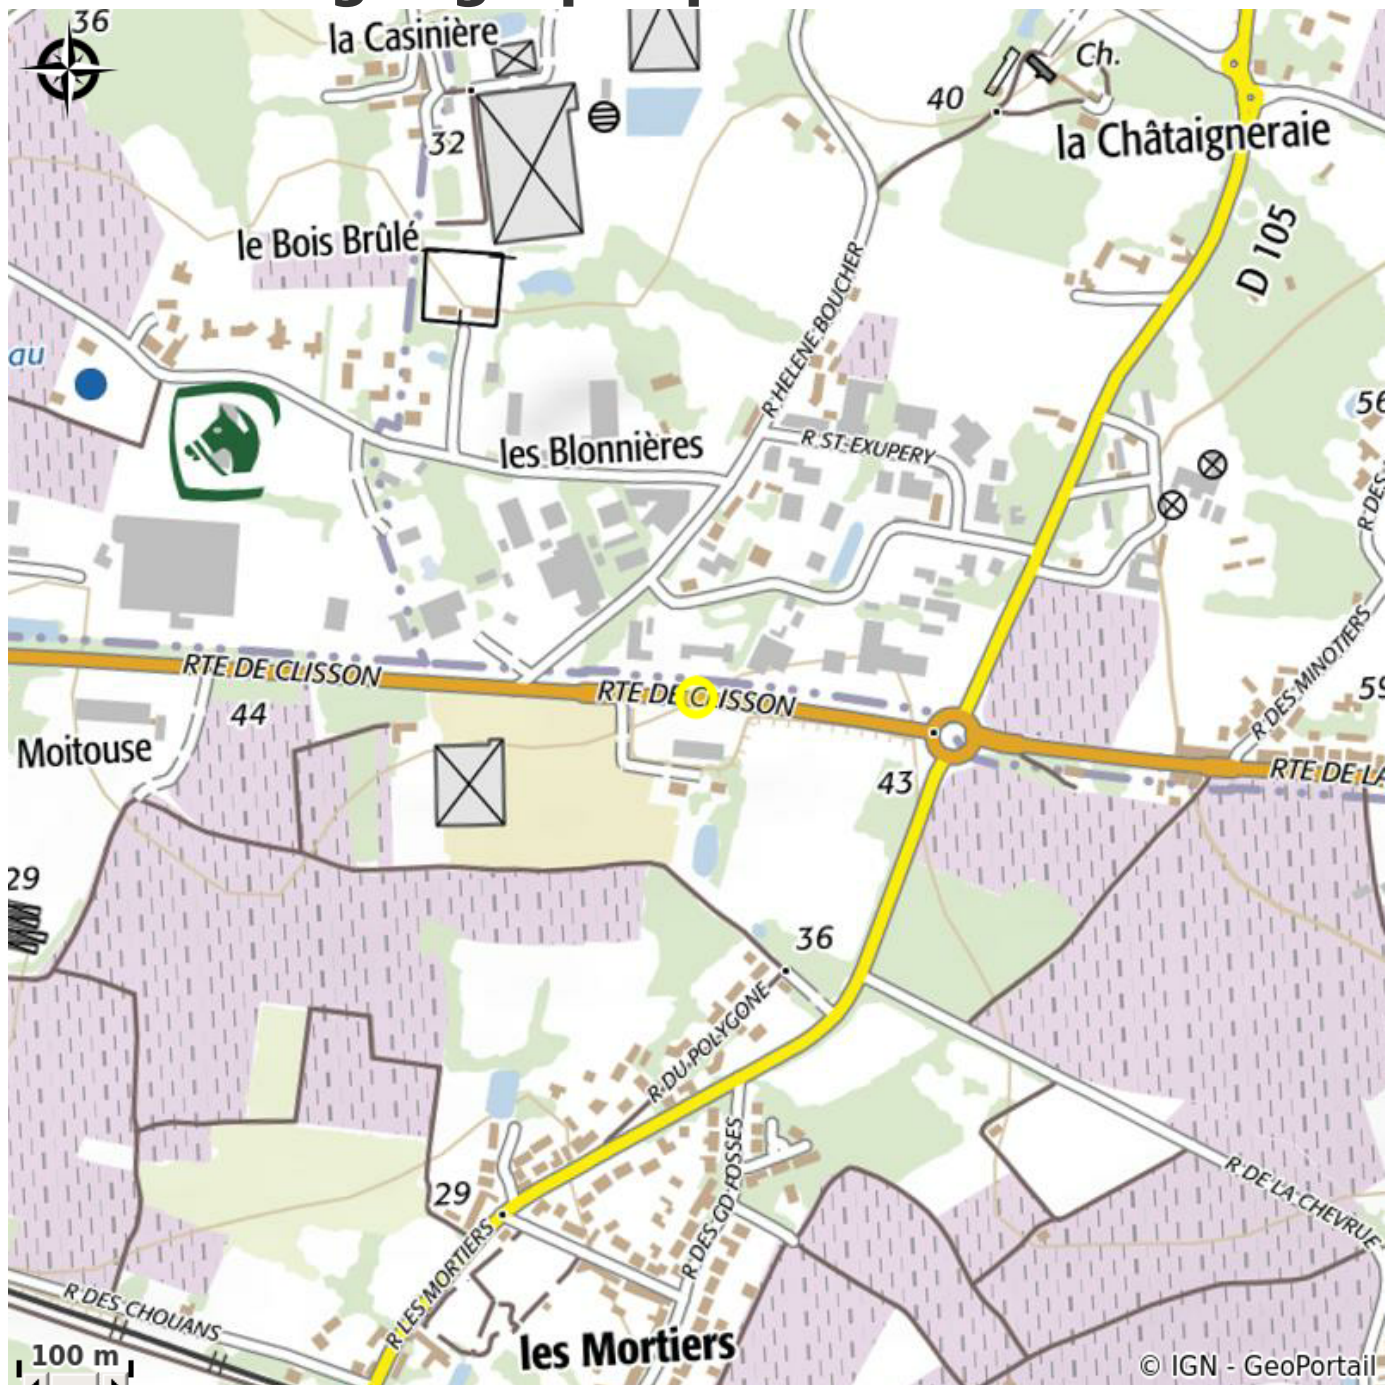 36
la Casinière
Ch.
40
32
la Châtaigneraie
le Bois Brûlé
D 105
R HELENE BOUCHER
au
56
les Blonnières
R ST-EXUPERY
R DES
RTE DE CLISSON
RTE DE CLISSON
R DES MINOTIERS
59
44
Moitouse
43
RTE DE LA
29
36
R DU POLYGONE
R DES GD FOSSES
29
R DE LA CHEVRUE
R LES MORTIERS
R DES CHOUANS
les Mortiers
100 m
© IGN - GeoPortail